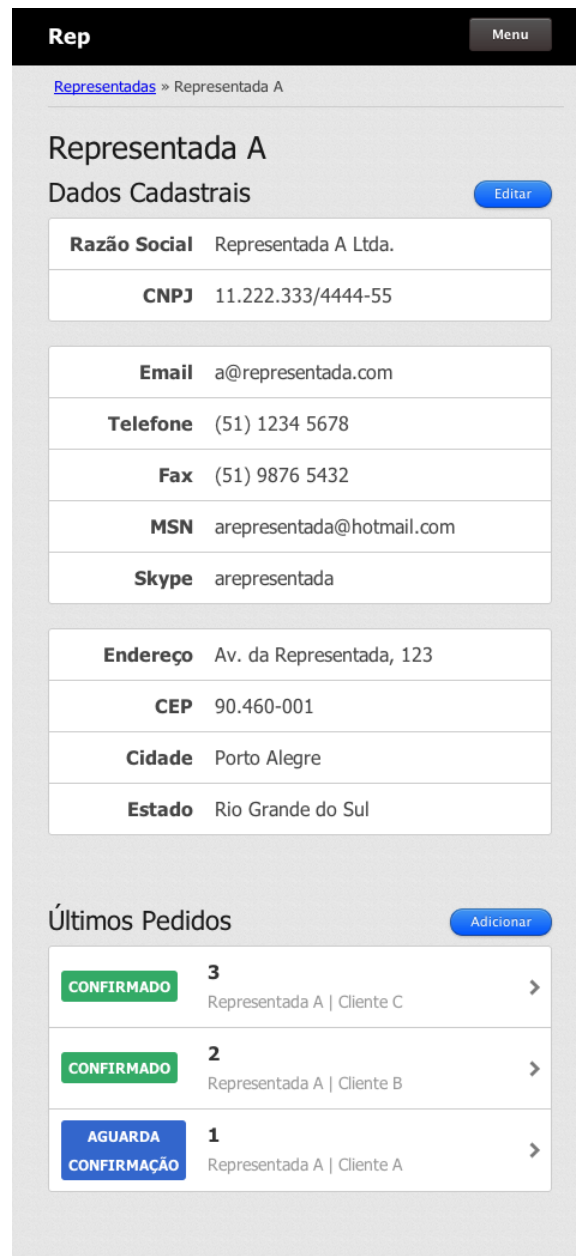 Rep
Menu
Representadas » Representada A
Representada A
Dados Cadastrais
Editar
Razão Social Representada A Ltda.
CNPJ 11.222.333/4444-55
Email a@representada.com
Telefone (51) 1234 5678
Fax (51) 9876 5432
MSN arepresentada@hotmail.com
Skype arepresentada
Endereço Av. da Representada, 123
CEP 90.460-001
Cidade Porto Alegre
Estado Rio Grande do Sul
Últimos Pedidos
Adicionar
CONFIRMADO
3
Representada A | Cliente C
CONFIRMADO
2
Representada A | Cliente B
AGUARDA
CONFIRMAÇÃO
1
Representada A | Cliente A